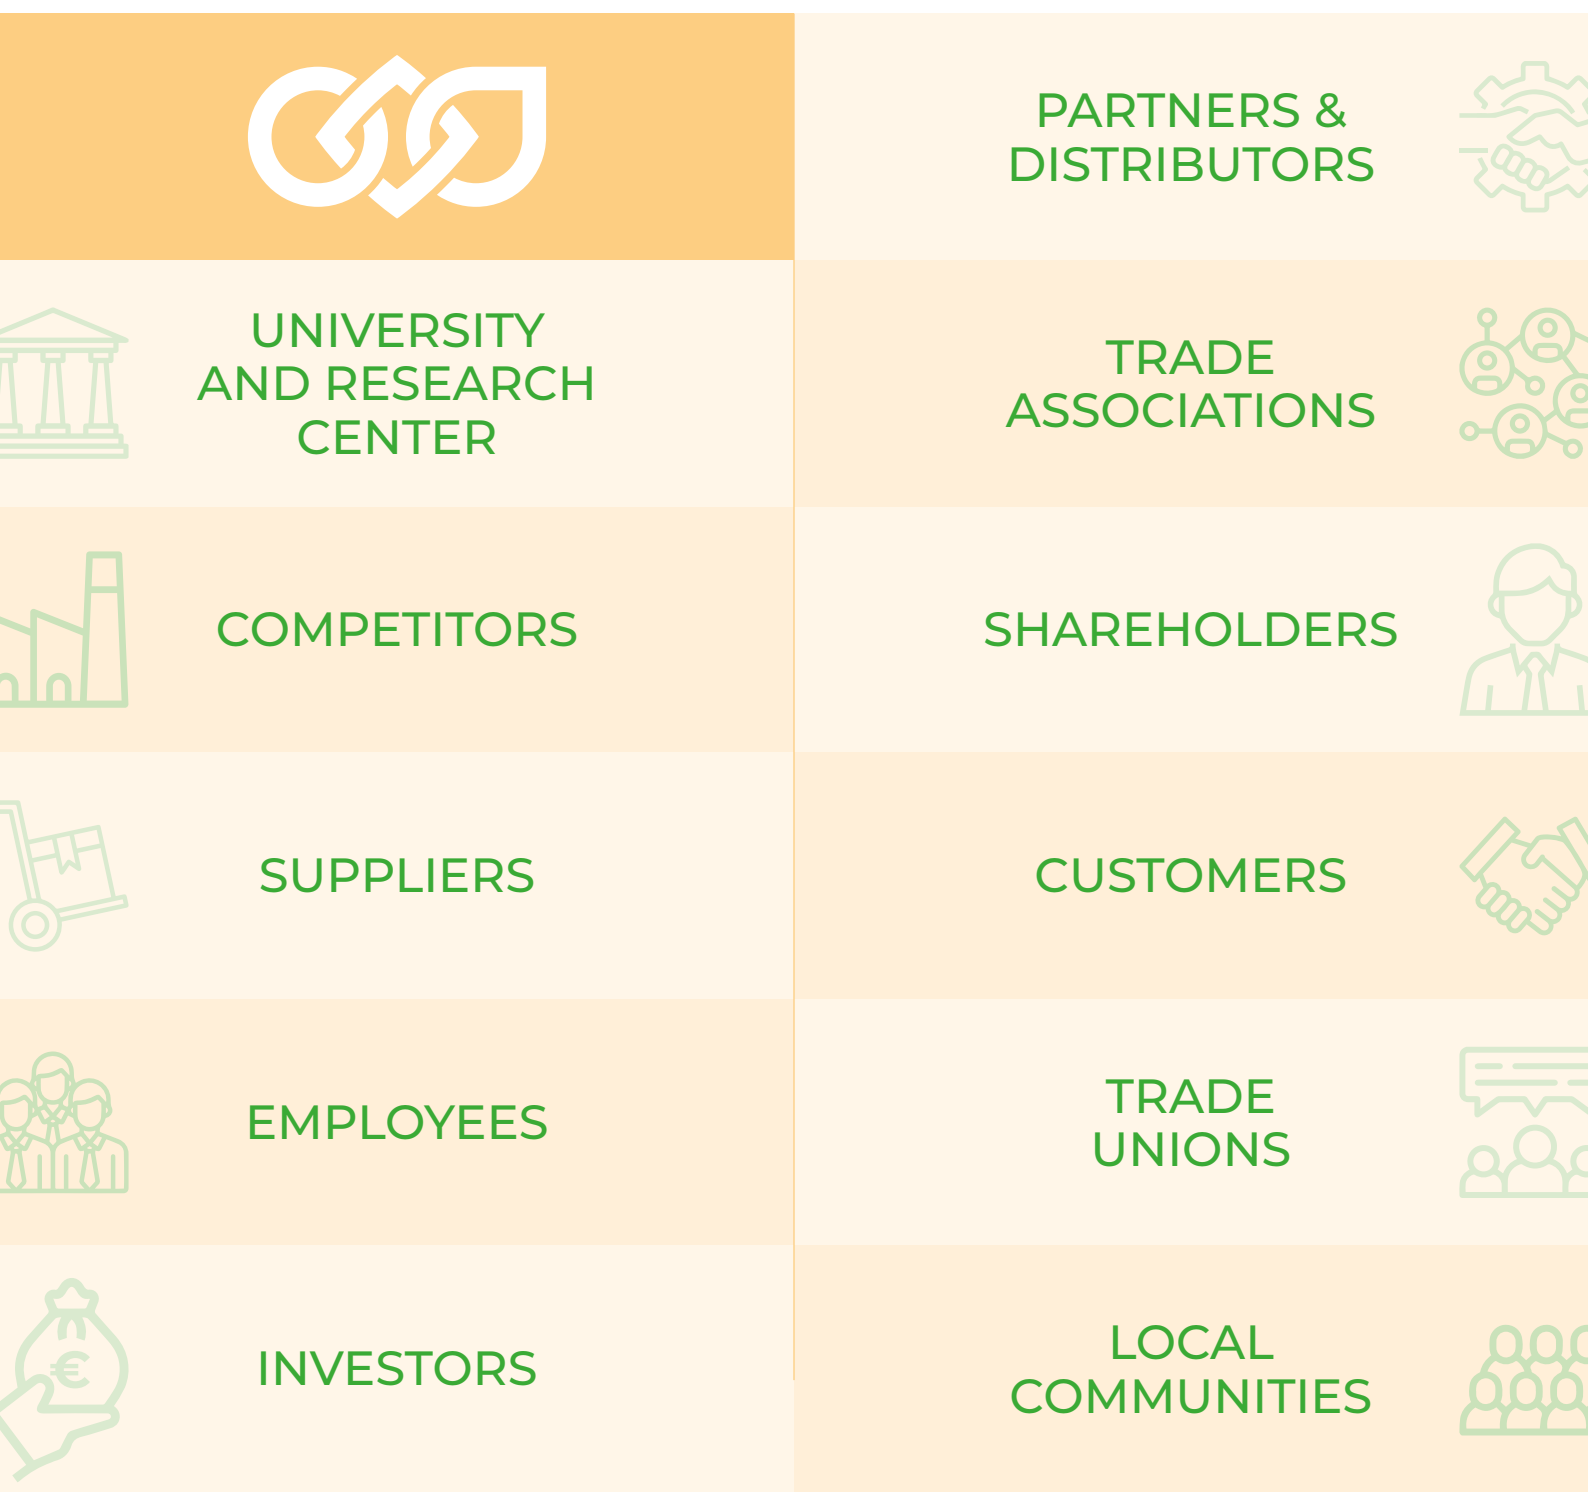 PARTNERS &
DISTRIBUTORS
UNIVERSITY
AND RESEARCH
CENTER
TRADE
ASSOCIATIONS
COMPETITORS
SHAREHOLDERS
SUPPLIERS
CUSTOMERS
EMPLOYEES
TRADE
UNIONS
€
INVESTORS
LOCAL
COMMUNITIES